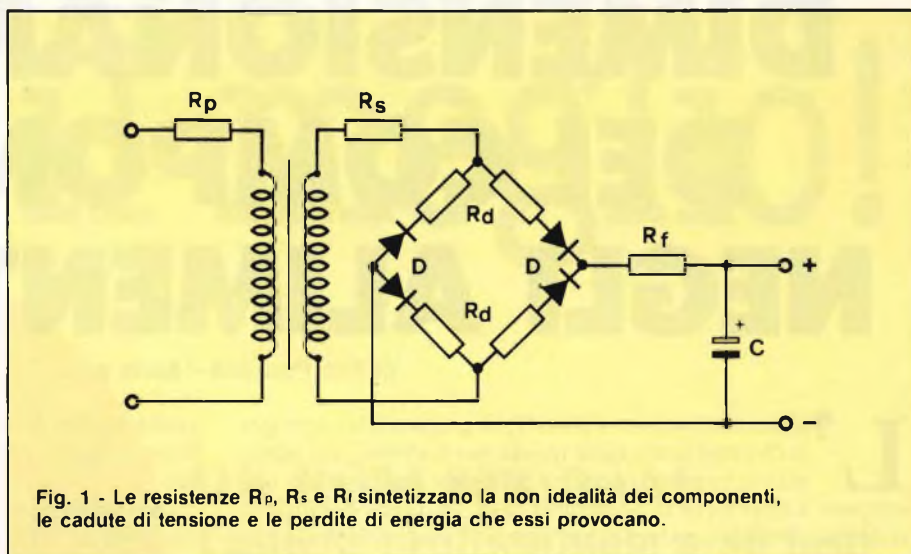 Rp
Rs
Rd
D
D
Rf
Rd
+
+
C
-
Fig. 1 - Le resistenze Rp, Rs e Rf sintetizzano la non idealità dei componenti,
le cadute di tensione e le perdite di energia che essi provocano.